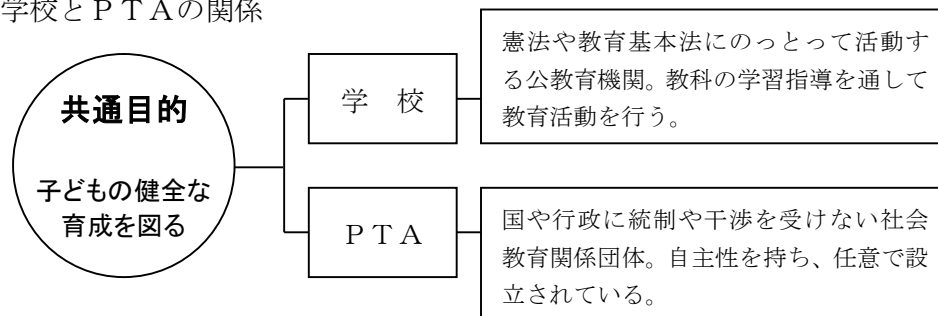 学校とＰＴＡの関係
共通目的
子どもの健全な
育成を図る
学　校
憲法や教育基本法にのっとって活動す
る公教育機関。教科の学習指導を通して
教育活動を行う。
ＰＴＡ
国や行政に統制や干渉を受けない社会
教育関係団体。自主性を持ち、任意で設
立されている。